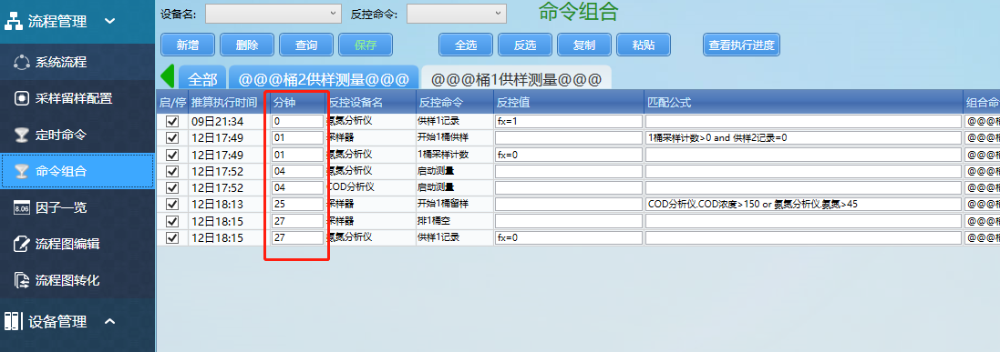 流程管理
系统流程
采样留样配置
定时命令
命令组合
8.06 因子一览
流程图编辑
流程图转化
设备管理
设备名: 反控命令: 命令组合
新增 删除 查询 保存 全选 反选 复制 粘贴 查看执行进度
全部 @@@桶2供样测量@@@ @@@桶1供样测量@@@
启/停 推算执行时间 分钟 反控设备名 反控命令 反控值 匹配公式 组合命
09日21:34 0 氨氮分析仪 供样1记录 fx=1 @@@桶
12日17:49 01 采样器 开始1桶供样 1桶采样计数>0 and 供样2记录=0 @@@桶
12日17:49 01 氨氮分析仪 1桶采样计数 fx=0 @@@桶
12日17:52 04 氨氮分析仪 启动测量 @@@桶
12日17:52 04 COD分析仪 启动测量 @@@桶
12日18:13 25 采样器 开始1桶留样 COD分析仪.COD浓度>150 or 氨氮分析仪.氨氮>45 @@@桶
12日18:15 27 采样器 排1桶空 @@@桶
12日18:15 27 氨氮分析仪 供样1记录 fx=0 @@@桶